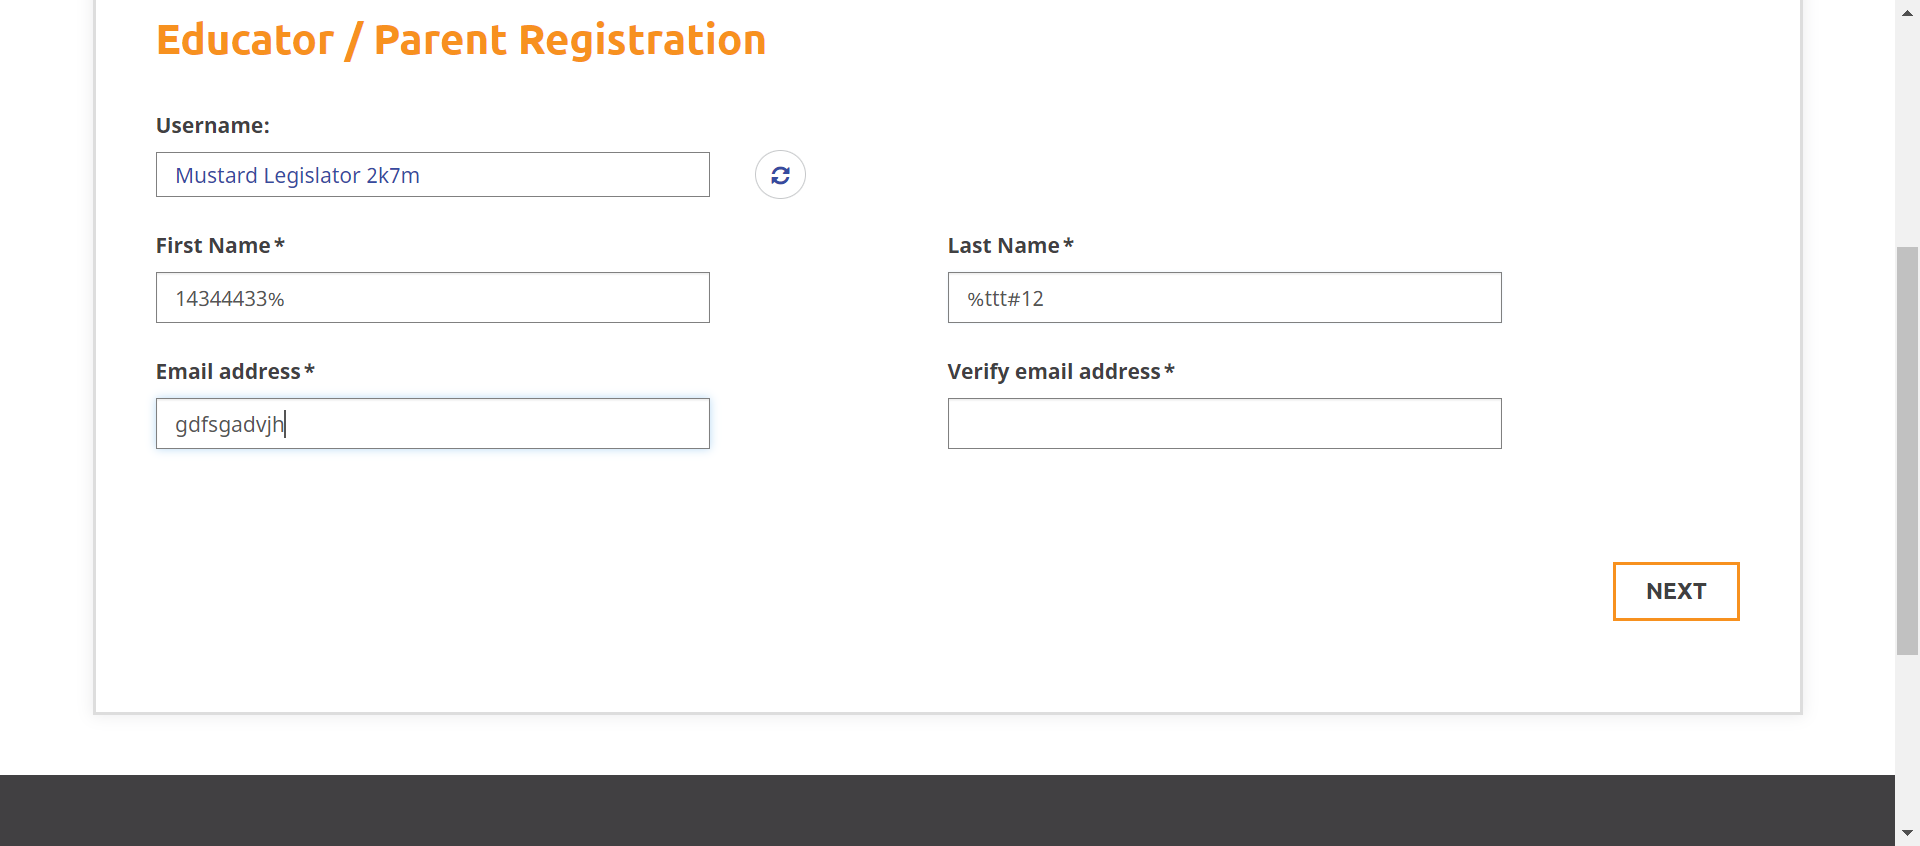 Educator / Parent Registration
Username:
Mustard Legislator 2k7m
First Name*
Last Name*
14344433%
%ttt#12
Email address*
Verify email address*
gdfsgadvjh
NEXT